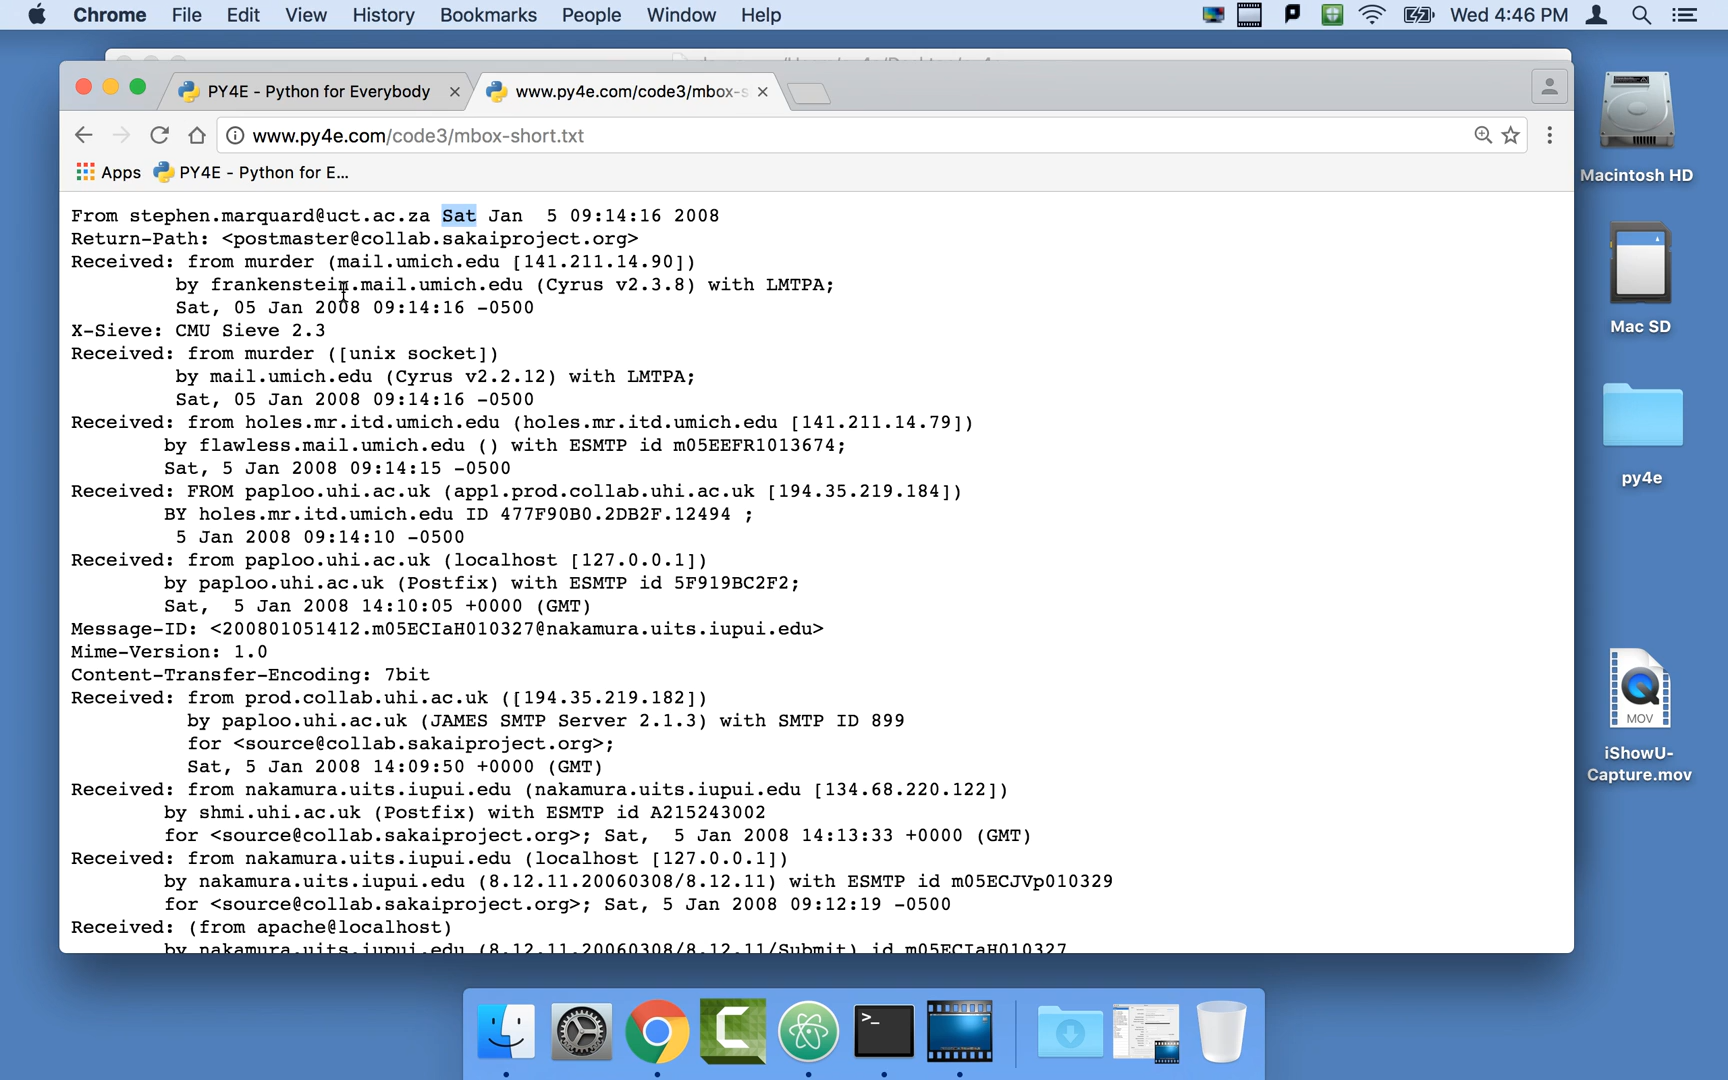 Chrome File Edit View History Bookmarks People Window Help Wed 4:46 PM
PY4E - Python for Everybody
www.py4e.com/code3/mbox-s
www.py4e.com/code3/mbox-short.txt
Apps PY4E - Python for E...
From stephen.marquard@uct.ac.za Sat Jan  5 09:14:16 2008
Return-Path: <postmaster@collab.sakaiproject.org>
Received: from murder (mail.umich.edu [141.211.14.90])
by frankenstein.mail.umich.edu (Cyrus v2.3.8) with LMTPA;
Sat, 05 Jan 2008 09:14:16 -0500
X-Sieve: CMU Sieve 2.3
Received: from murder ([unix socket])
by mail.umich.edu (Cyrus v2.2.12) with LMTPA;
Sat, 05 Jan 2008 09:14:16 -0500
Received: from holes.mr.itd.umich.edu (holes.mr.itd.umich.edu [141.211.14.79])
by flawless.mail.umich.edu () with ESMTP id m05EEFR1013674;
Sat, 5 Jan 2008 09:14:15 -0500
Received: FROM paploo.uhi.ac.uk (app1.prod.collab.uhi.ac.uk [194.35.219.184])
BY holes.mr.itd.umich.edu ID 477F90B0.2DB2F.12494 ;
5 Jan 2008 09:14:10 -0500
Received: from paploo.uhi.ac.uk (localhost [127.0.0.1])
by paploo.uhi.ac.uk (Postfix) with ESMTP id 5F919BC2F2;
Sat,  5 Jan 2008 14:10:05 +0000 (GMT)
Message-ID: <200801051412.m05ECIaH010327@nakamura.uits.iupui.edu>
Mime-Version: 1.0
Content-Transfer-Encoding: 7bit
Received: from prod.collab.uhi.ac.uk ([194.35.219.182])
by paploo.uhi.ac.uk (JAMES SMTP Server 2.1.3) with SMTP ID 899
for <source@collab.sakaiproject.org>;
Sat, 5 Jan 2008 14:09:50 +0000 (GMT)
Received: from nakamura.uits.iupui.edu (nakamura.uits.iupui.edu [134.68.220.122])
by shmi.uhi.ac.uk (Postfix) with ESMTP id A215243002
for <source@collab.sakaiproject.org>; Sat,  5 Jan 2008 14:13:33 +0000 (GMT)
Received: from nakamura.uits.iupui.edu (localhost [127.0.0.1])
by nakamura.uits.iupui.edu (8.12.11.20060308/8.12.11) with ESMTP id m05ECJVp010329
for <source@collab.sakaiproject.org>; Sat, 5 Jan 2008 09:12:19 -0500
Received: (from apache@localhost)
by nakamura.uits.iupui.edu (8.12.11.20060308/8.12.11/Submit) id m05ECIaH010327
Macintosh HD
Mac SD
py4e
MOV
iShowU-
Capture.mov